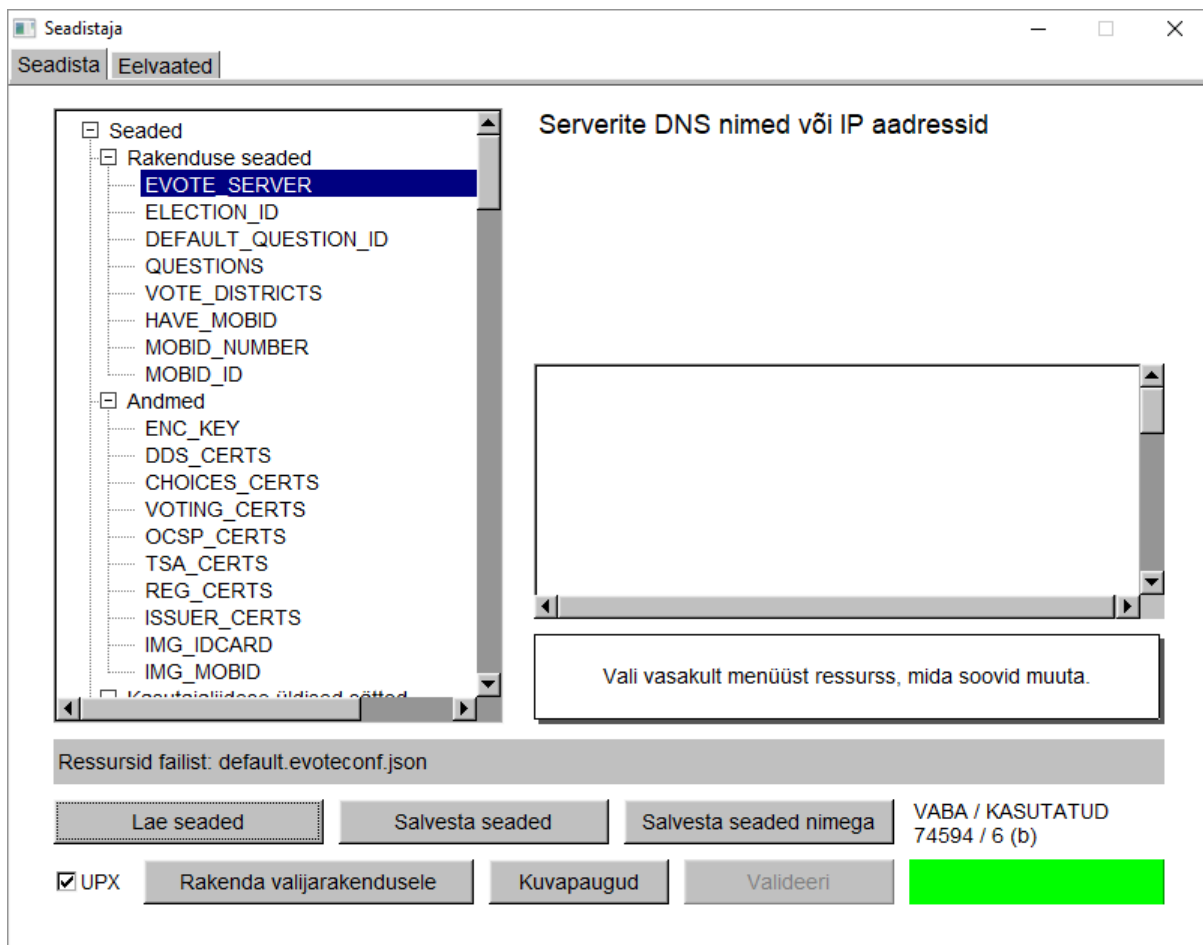 Seadistaja
Seadista
Eelvaated
Seaded
Rakenduse seaded
EVOTE_SERVER
ELECTION_ID
DEFAULT_QUESTION_ID
QUESTIONS
VOTE_DISTRICTS
HAVE_MOBID
MOBID_NUMBER
MOBID_ID
Andmed
ENC_KEY
DDS_CERTS
CHOICES_CERTS
VOTING_CERTS
OCSP_CERTS
TSA_CERTS
REG_CERTS
ISSUER_CERTS
IMG_IDCARD
IMG_MOBID
Kasutajaliidese üldised sätted
Serverite DNS nimed või IP aadressid
Vali vasakult menüüst ressurss, mida soovid muuta.
Ressursid failist: default.evoteconf.json
Lae seaded
Salvesta seaded
Salvesta seaded nimega
VABA / KASUTATUD
74594 / 6 (b)
UPX
Rakenda valijarakendusele
Kuvapaugud
Valideeri